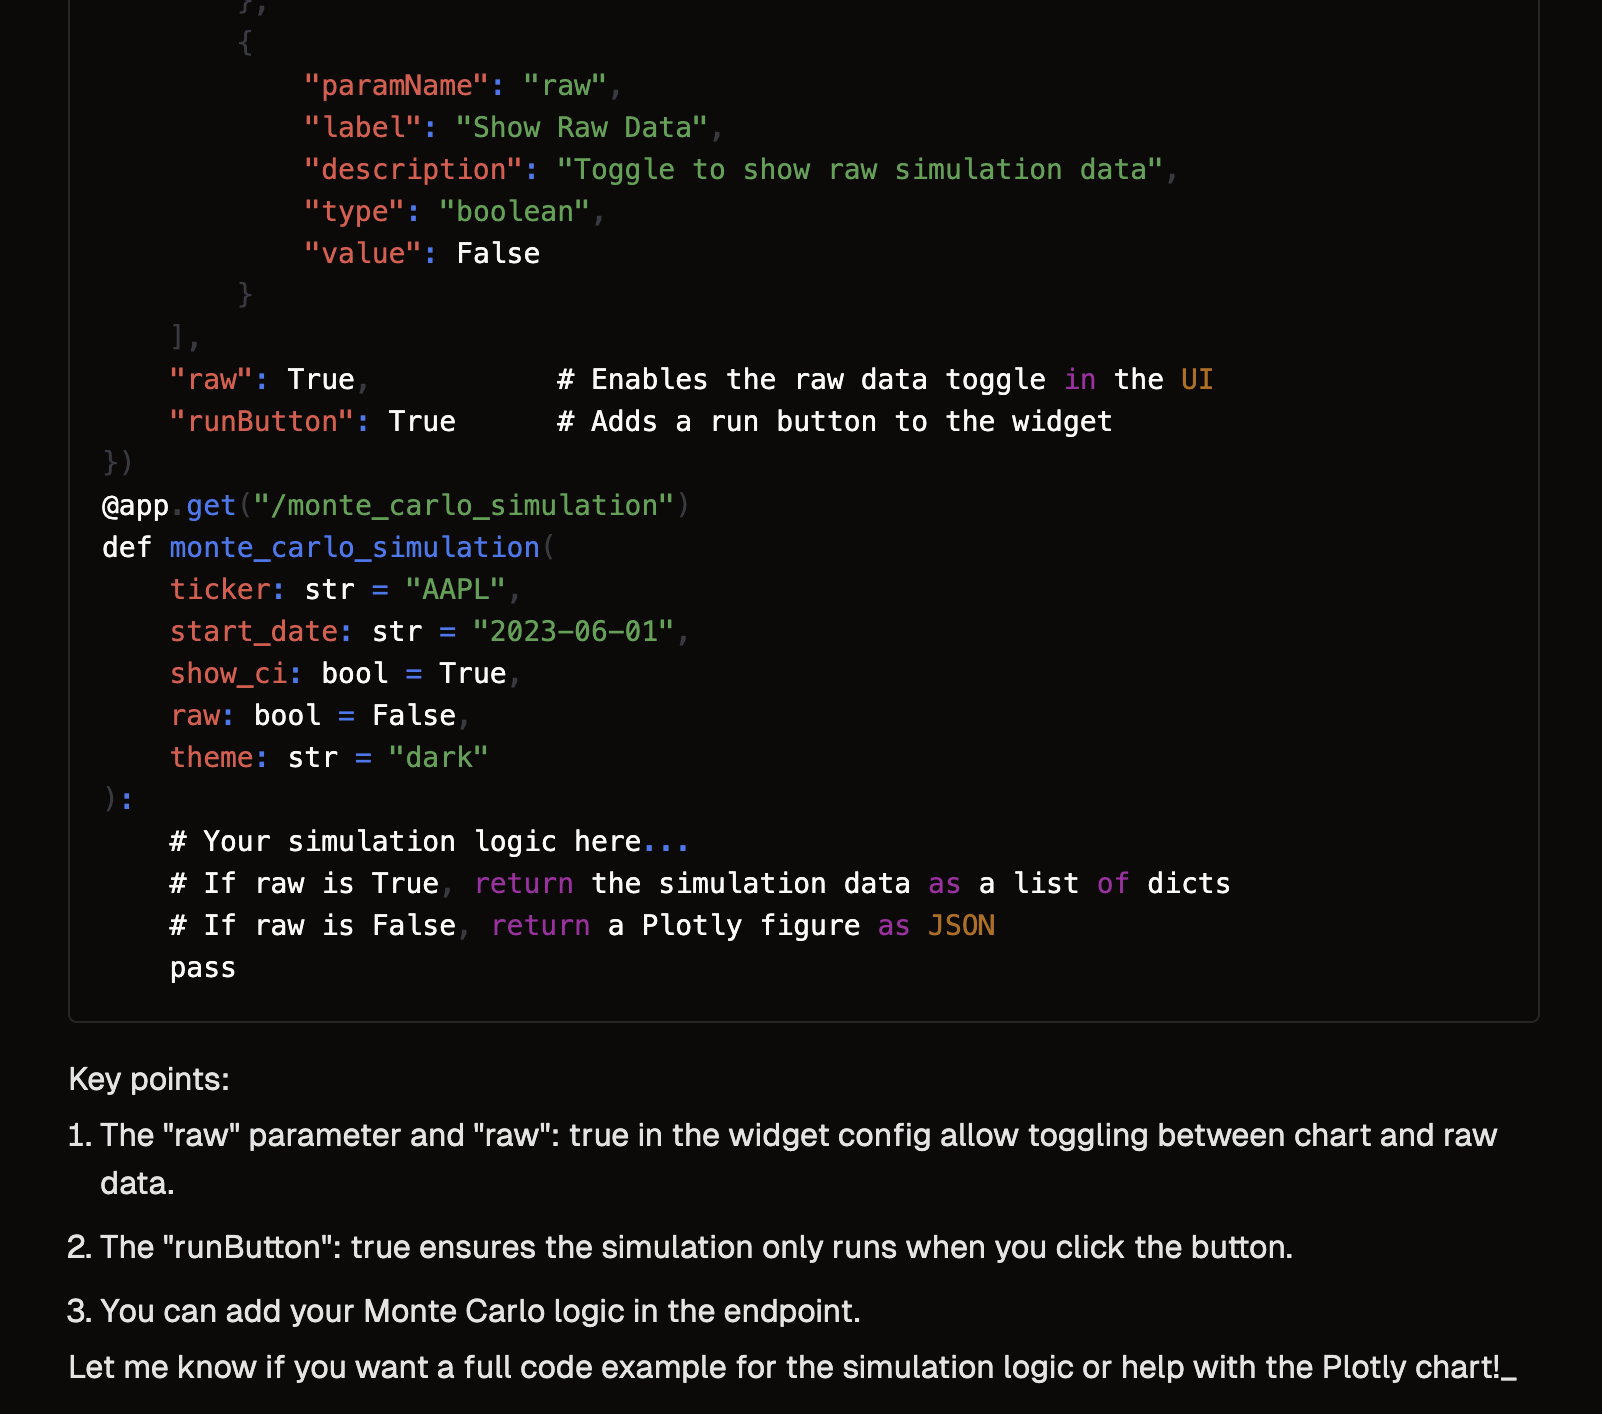 },
{
"paramName": "raw",
"label": "Show Raw Data",
"description": "Toggle to show raw simulation data",
"type": "boolean",
"value": False
}
],
"raw": True,           # Enables the raw data toggle in the UI
"runButton": True      # Adds a run button to the widget
})
@app.get("/monte_carlo_simulation")
def monte_carlo_simulation(
ticker: str = "AAPL",
start_date: str = "2023-06-01",
show_ci: bool = True,
raw: bool = False,
theme: str = "dark"
):
# Your simulation logic here...
# If raw is True, return the simulation data as a list of dicts
# If raw is False, return a Plotly figure as JSON
pass
Key points:
1. The "raw" parameter and "raw": true in the widget config allow toggling between chart and raw
data.
2. The "runButton": true ensures the simulation only runs when you click the button.
3. You can add your Monte Carlo logic in the endpoint.
Let me know if you want a full code example for the simulation logic or help with the Plotly chart!_